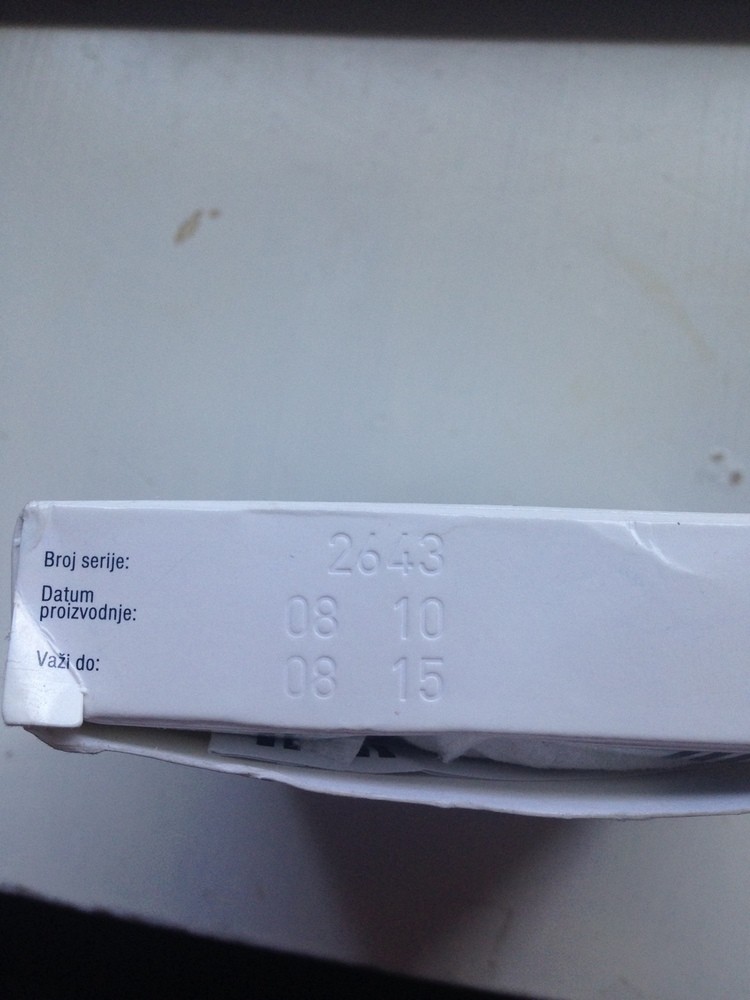 Broj serije: 2643
Datum
proizvodnje: 08 10
Važi do: 08 15